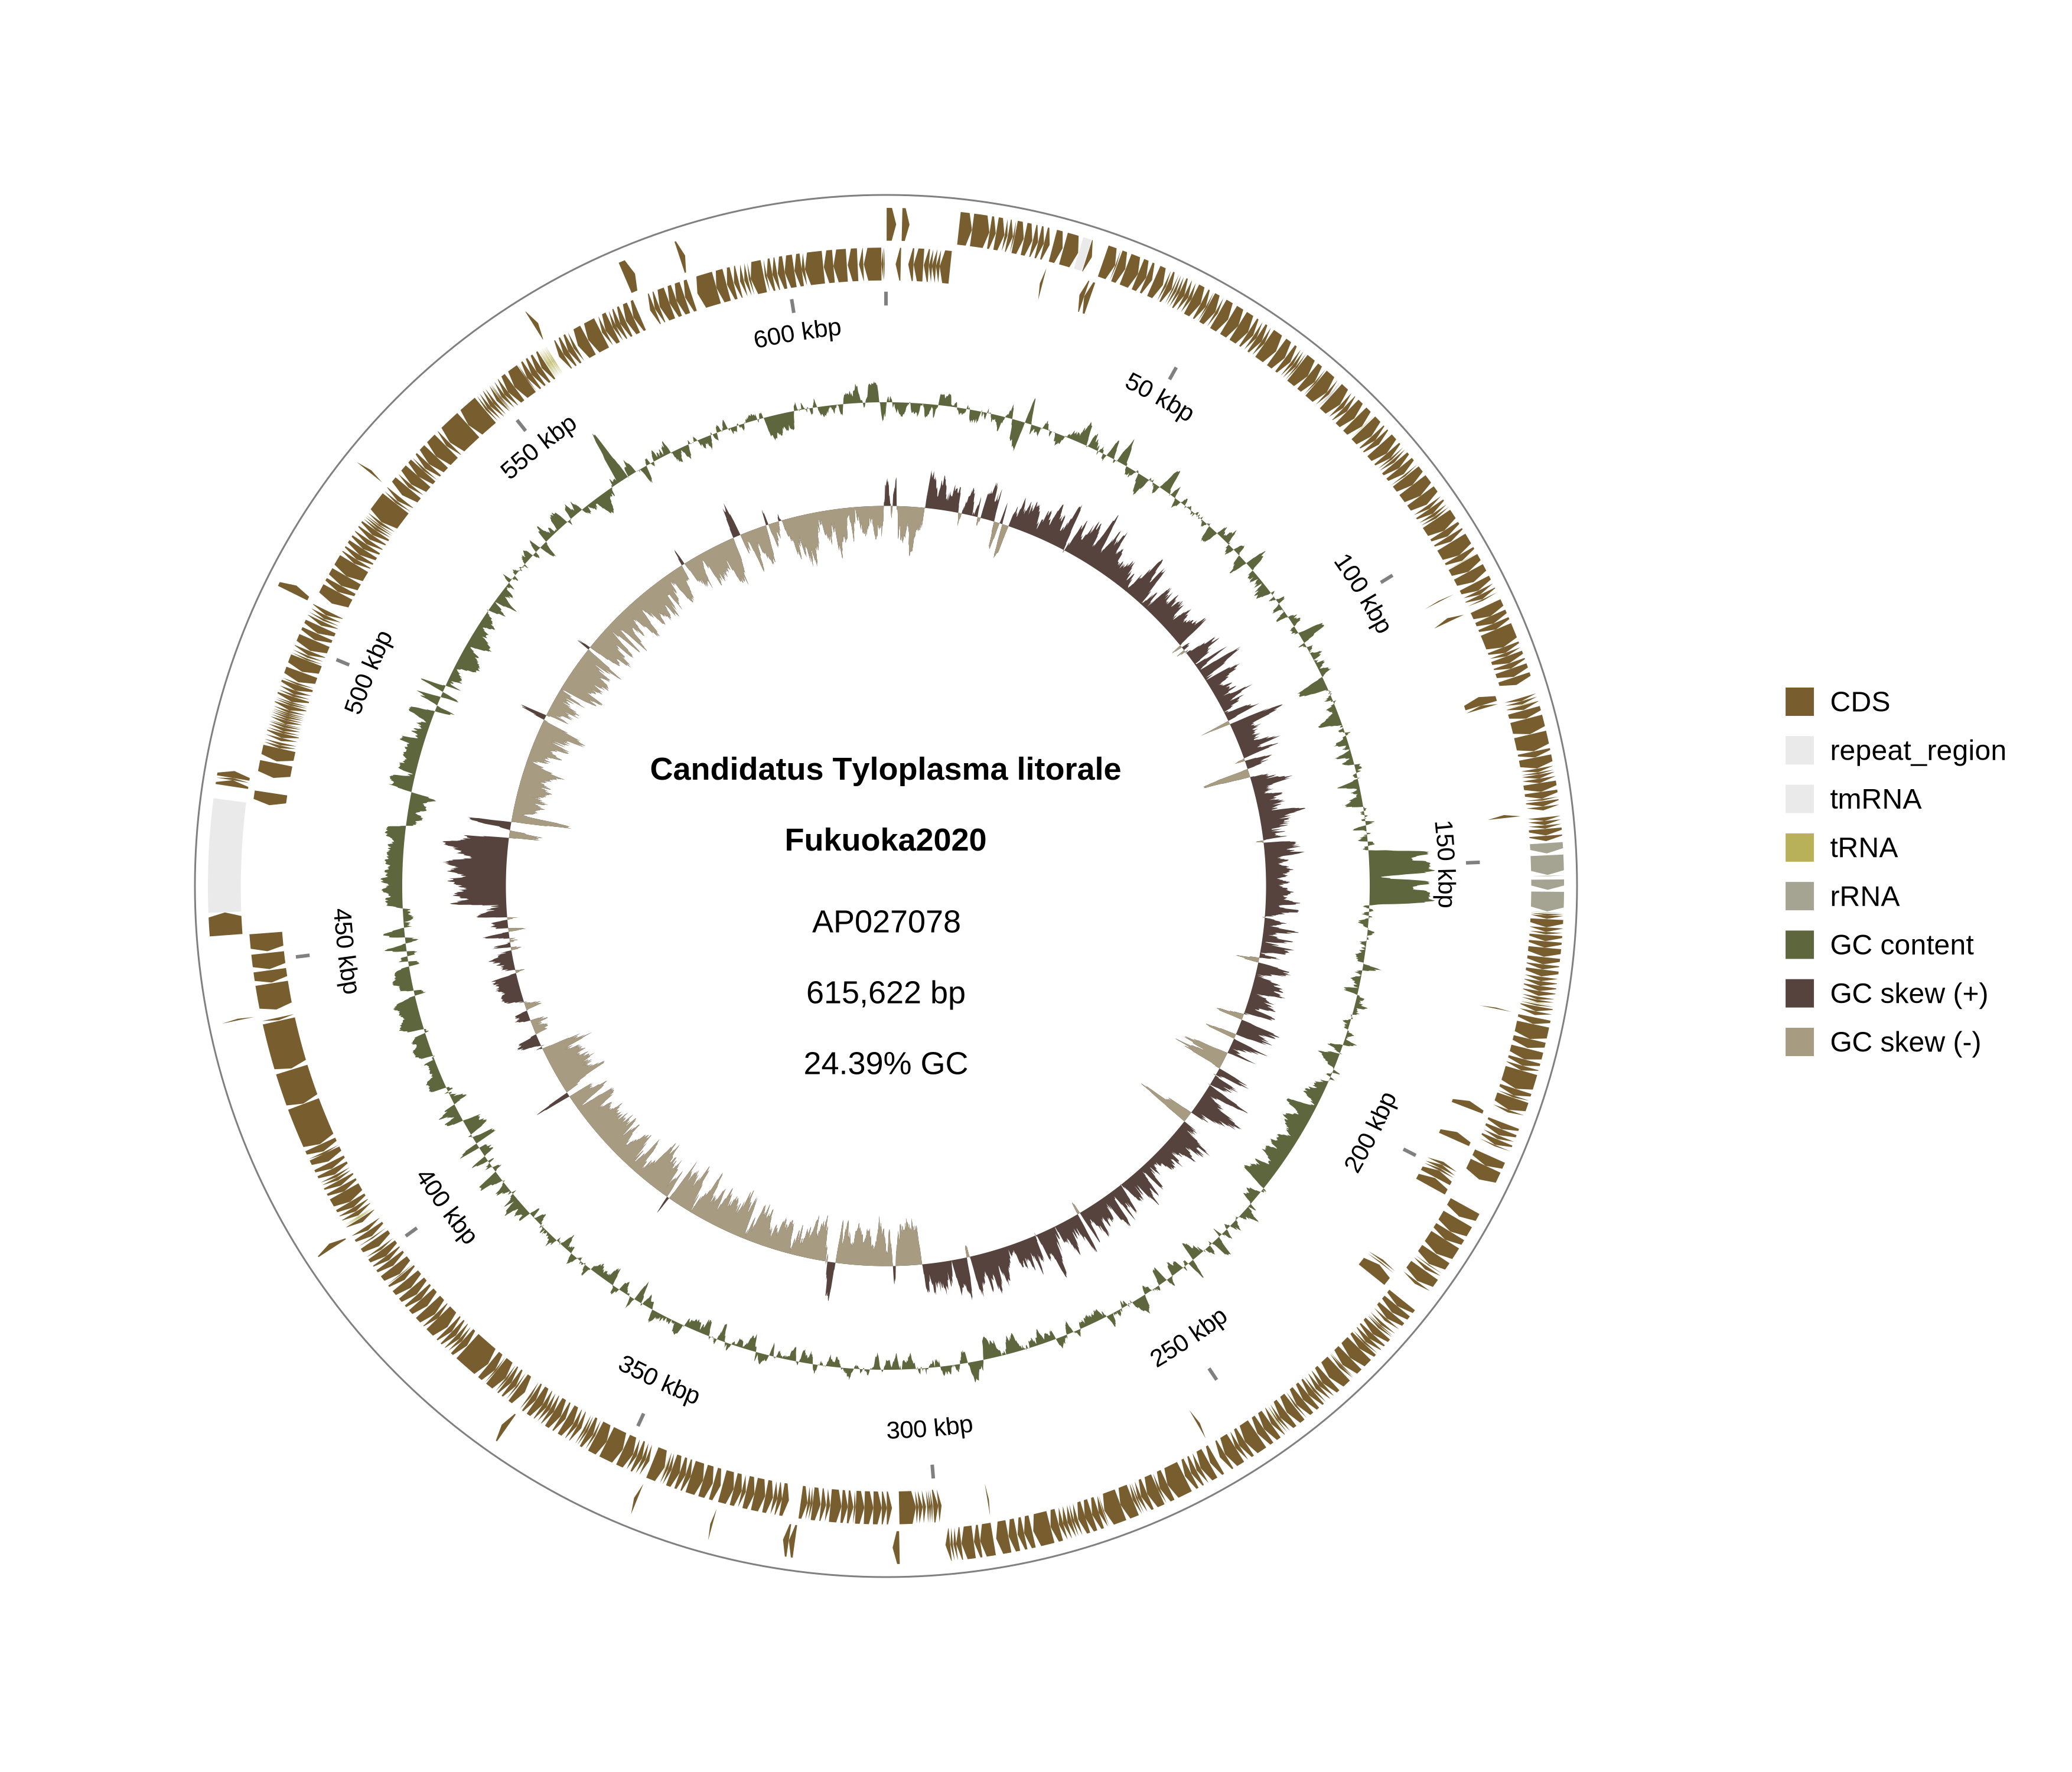 600 kbp
50 kbp
550 kbp
100 kbp
500 kbp
Candidatus Tyloplasma litorale
Fukuoka2020
AP027078
615,622 bp
24.39% GC
150 kbp
450 kbp
200 kbp
400 kbp
250 kbp
350 kbp
300 kbp
CDS
repeat_region
tmRNA
tRNA
rRNA
GC content
GC skew (+)
GC skew (-)